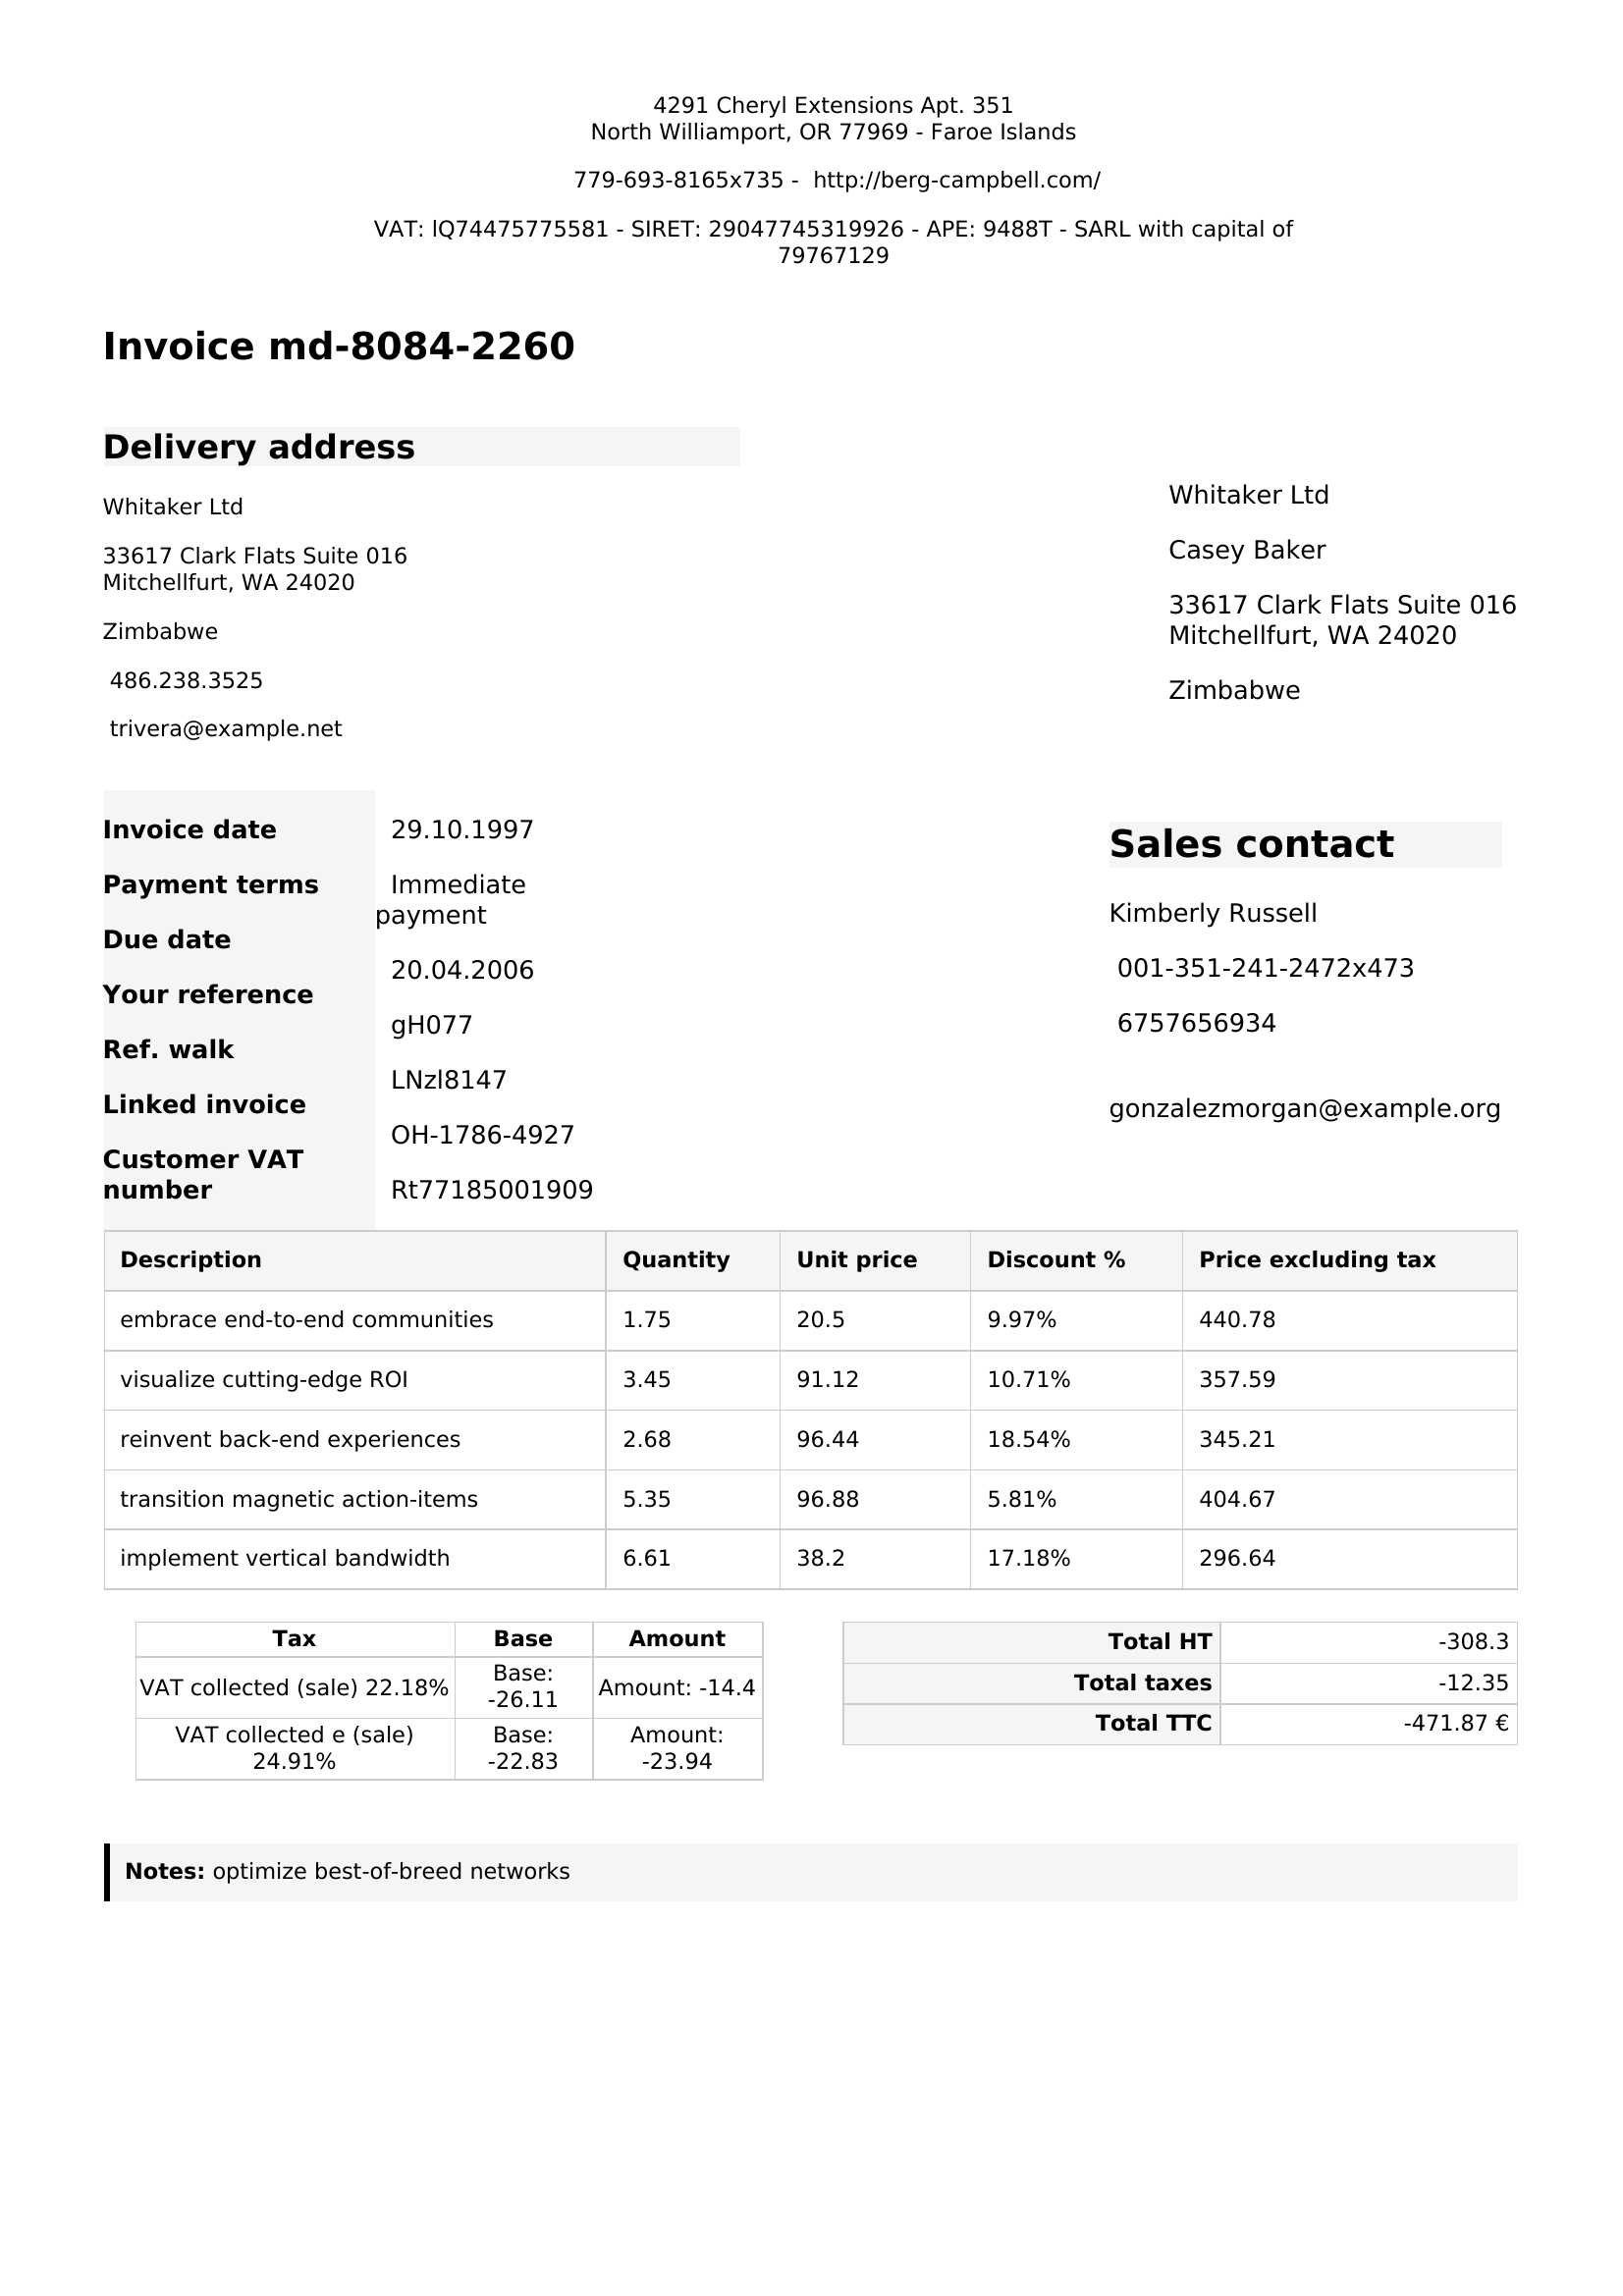 4291 Cheryl Extensions Apt. 351
North Williamport, OR 77969 - Faroe Islands
779-693-8165x735 - http://berg-campbell.com/
VAT: lQ74475775581 - SIRET: 29047745319926 - APE: 9488T - SARL with capital of
79767129
Invoice md-8084-2260
Delivery address
Whitaker Ltd
33617 Clark Flats Suite 016
Mitchellfurt, WA 24020
Zimbabwe
486.238.3525
trivera@example.net
Whitaker Ltd
Casey Baker
33617 Clark Flats Suite 016
Mitchellfurt, WA 24020
Zimbabwe
Invoice date
Payment terms
Due date
Your reference
Ref. walk
Linked invoice
Customer VAT
number
29.10.1997
Immediate
payment
20.04.2006
gH077
LNzl8147
OH-1786-4927
Rt77185001909
Sales contact
Kimberly Russell
001-351-241-2472x473
6757656934
gonzalezmorgan@example.org
Description Quantity Unit price Discount % Price excluding tax
embrace end-to-end communities 1.75 20.5 9.97% 440.78
visualize cutting-edge ROI 3.45 91.12 10.71% 357.59
reinvent back-end experiences 2.68 96.44 18.54% 345.21
transition magnetic action-items 5.35 96.88 5.81% 404.67
implement vertical bandwidth 6.61 38.2 17.18% 296.64
Tax Base Amount
VAT collected (sale) 22.18% Base: -26.11 Amount: -14.4
VAT collected e (sale) 24.91% Base: -22.83 Amount: -23.94
Total HT -308.3
Total taxes -12.35
Total TTC -471.87 €
Notes: optimize best-of-breed networks